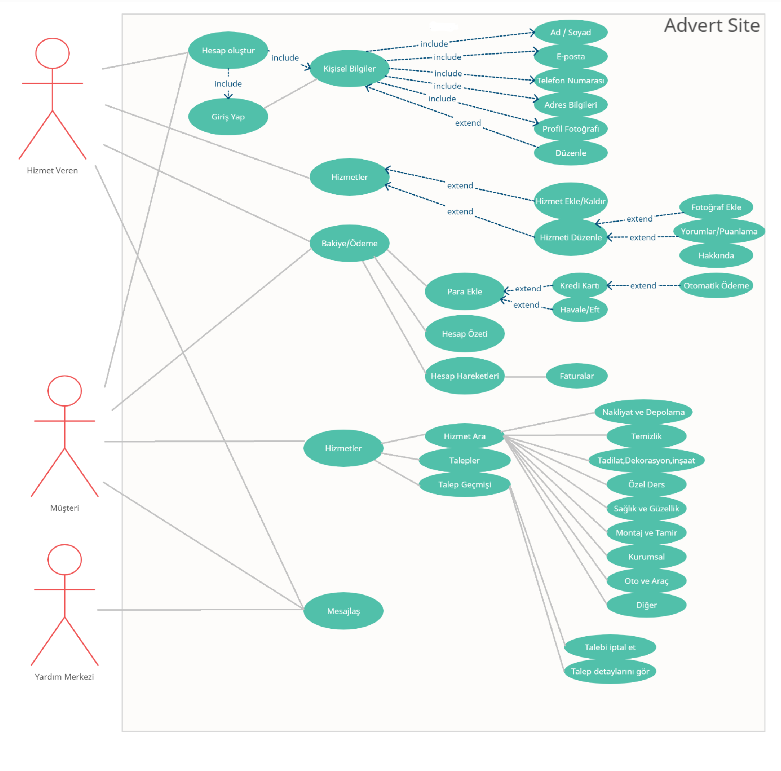 Advert Site
Hesap oluştur
include
Kişisel Bilgiler
include
Ad / Soyad
include
E-posta
include
Telefon Numarası
include
Adres Bilgileri
include
Profil Fotoğrafı
extend
Düzenle
include
Giriş Yap
Hizmet Veren
Hizmetler
extend
Hizmet Ekle/Kaldır
extend
Hizmeti Düzenle
extend
Fotoğraf Ekle
extend
Yorumlar/Puanlama
Hakkında
Bakiye/Ödeme
Para Ekle
extend
Kredi Kartı
extend
Otomatik Ödeme
extend
Havale/Eft
Hesap Özeti
Hesap Hareketleri
Faturalar
Müşteri
Hizmetler
Hizmet Ara
Talepler
Talep Geçmişi
Nakliyat ve Depolama
Temizlik
Tadilat,Dekorasyon,inşaat
Özel Ders
Sağlık ve Güzellik
Montaj ve Tamir
Kurumsal
Oto ve Araç
Diğer
Mesajlaş
Talebi iptal et
Talep detaylarını gör
Yardım Merkezi